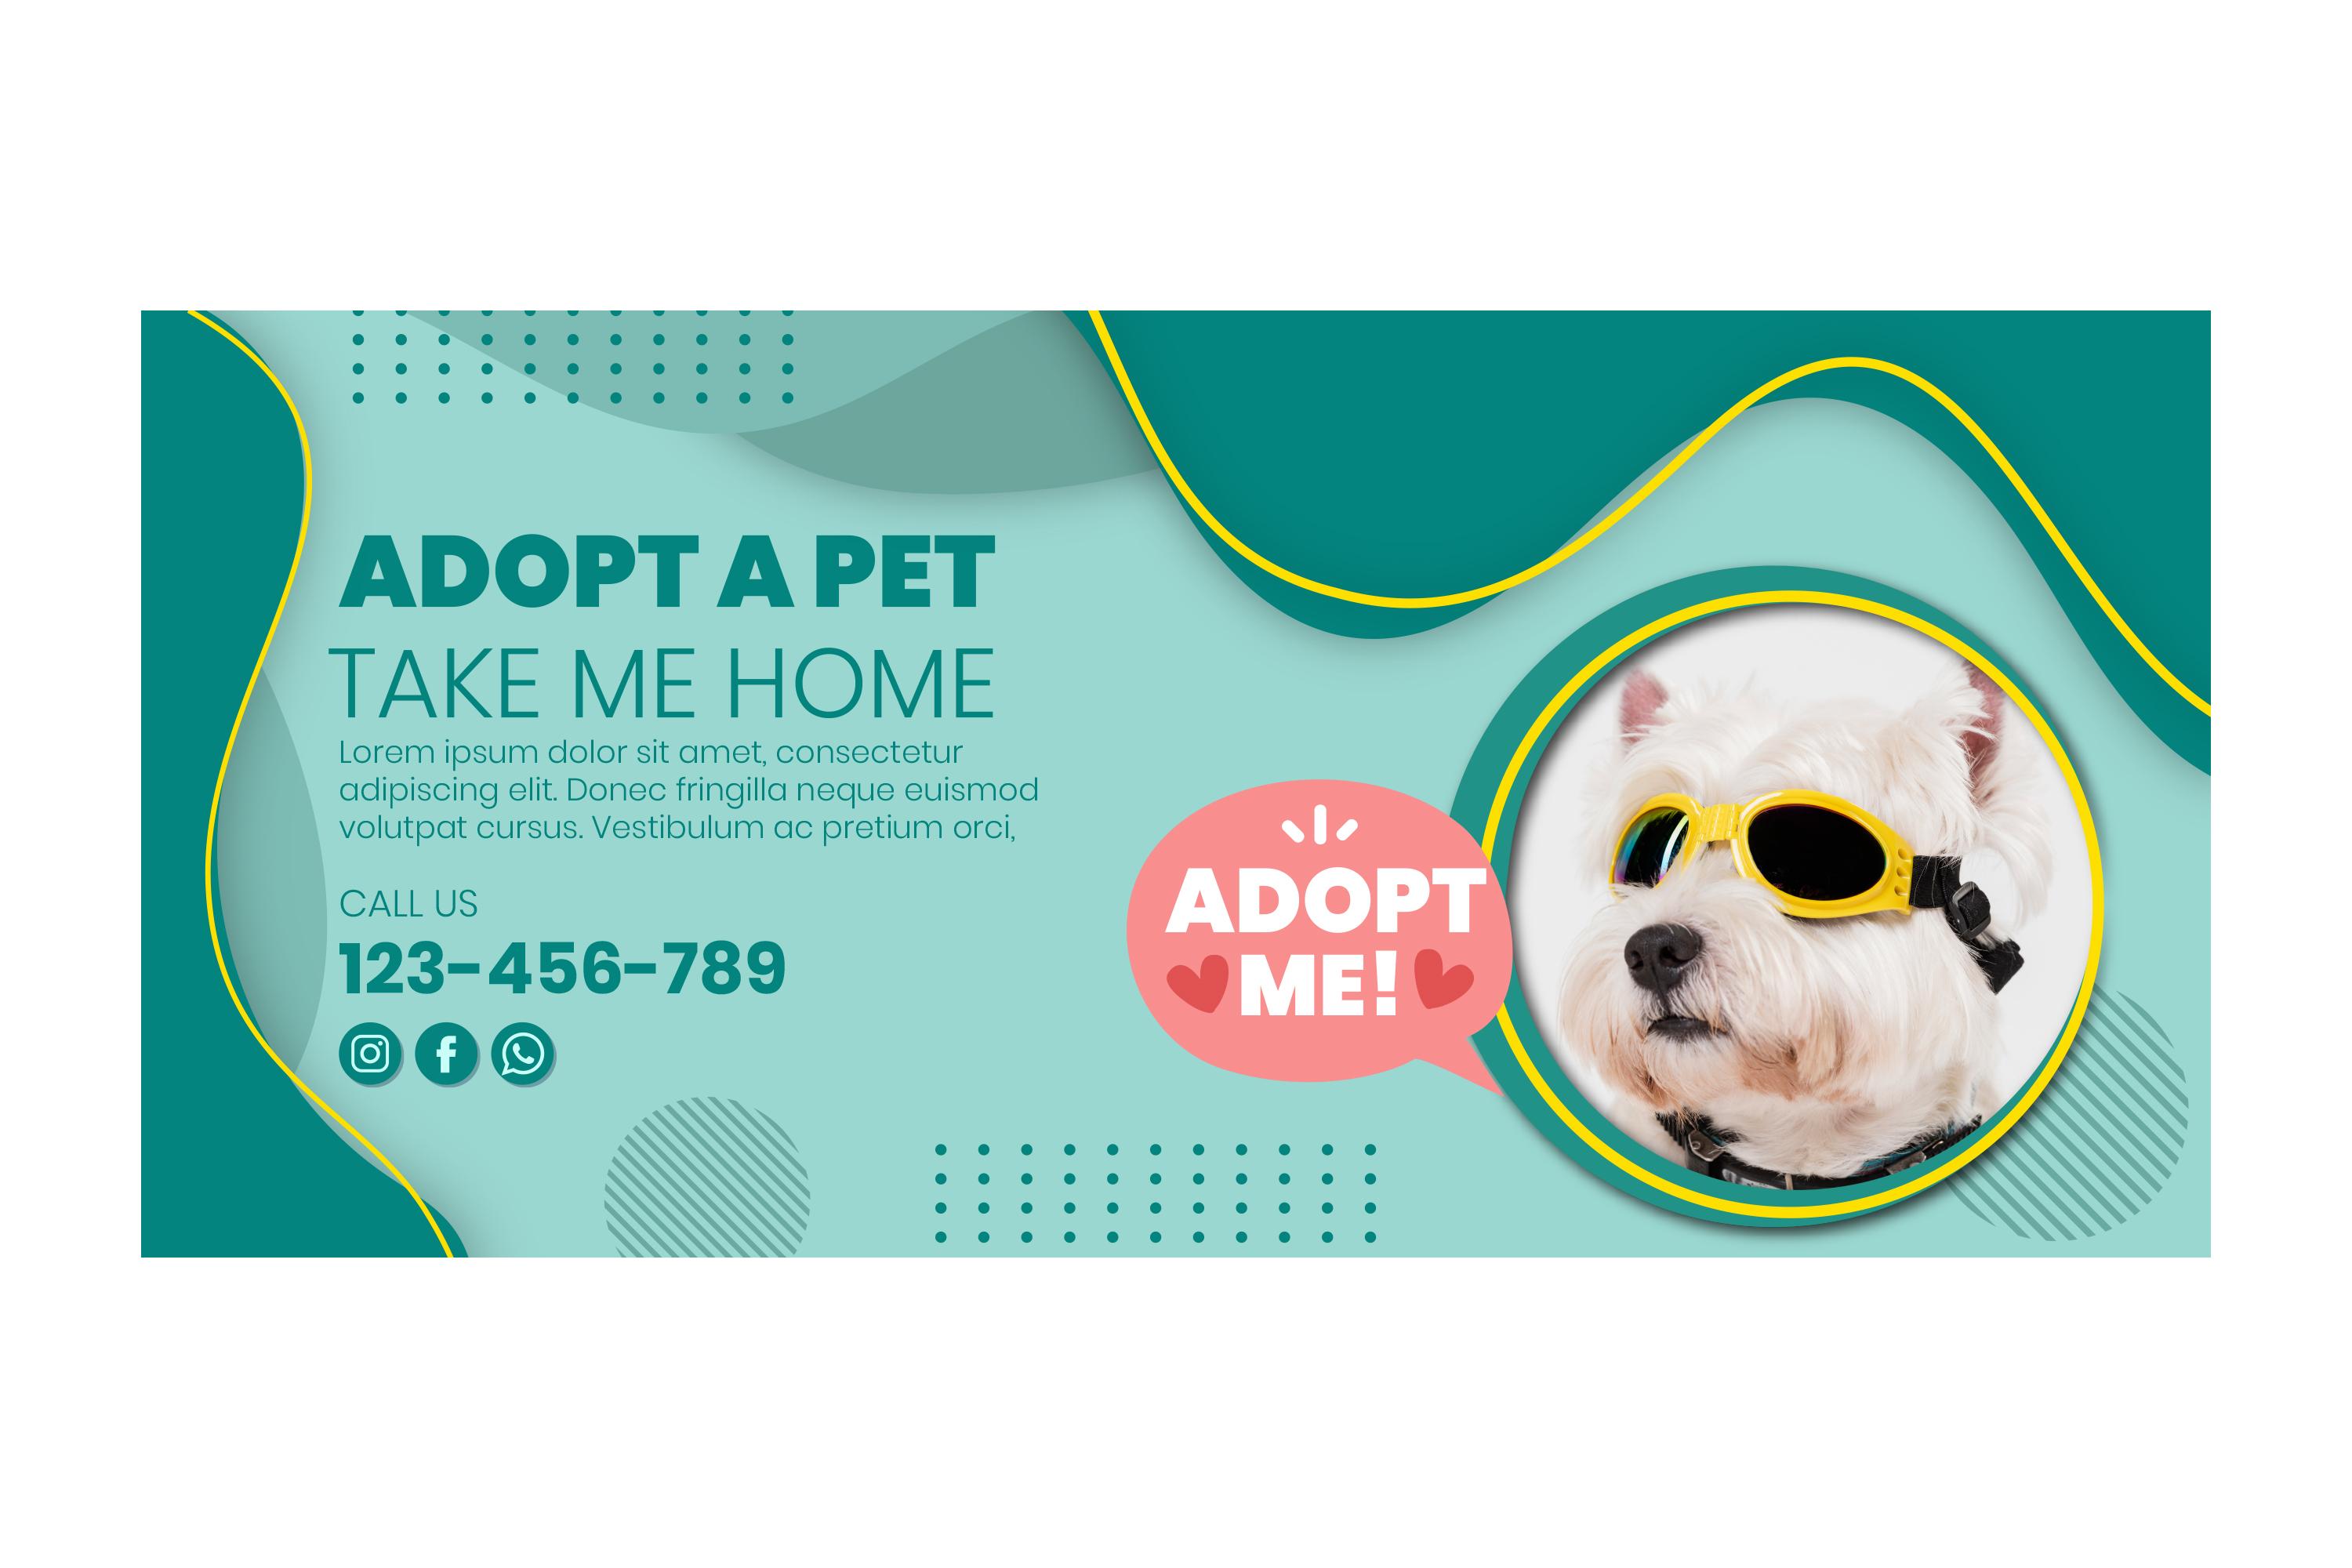 ADOPT A PET
TAKE ME HOME
Lorem ipsum dolor sit amet, consectetur
adipiscing elit. Donec fringilla neque euismod
volutpat cursus. Vestibulum ac pretium orci,
CALL US
123-456-789
ADOPT
ME!